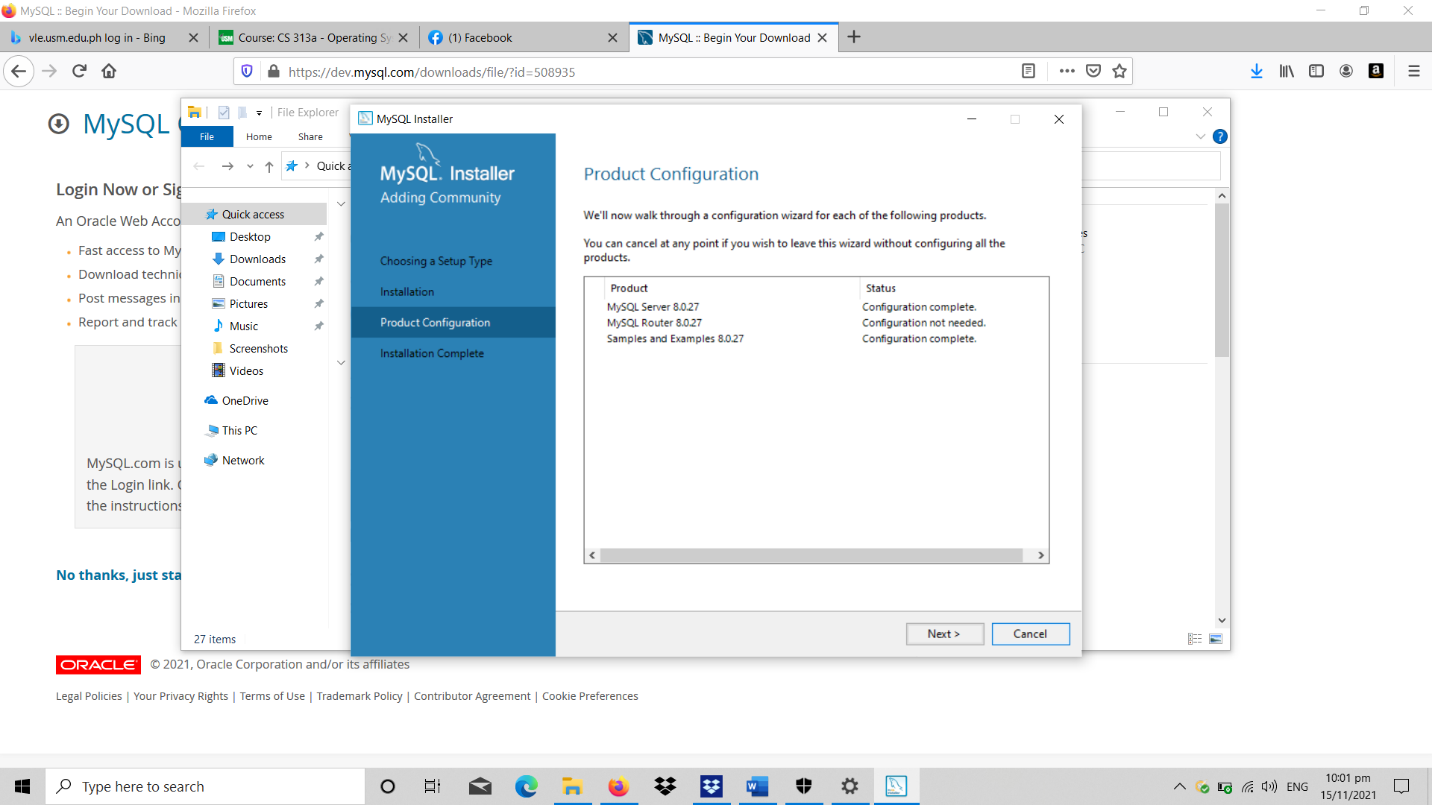 MySQL :: Begin Your Download - Mozilla Firefox
vle.usm.edu.ph log in - Bing
Course: CS 313a - Operating Sy
(1) Facebook
MySQL :: Begin Your Download
https://dev.mysql.com/downloads/file/?id=508935
MySQL
Login Now or Sig
An Oracle Web Acco
Fast access to My
Download technic
Post messages in
Report and track
MySQL.com is u
the Login link.
the instructions
No thanks, just sta
File Explorer
File
Home
Share
Quick a
Quick access
Desktop
Downloads
Documents
Pictures
Music
Screenshots
Videos
OneDrive
This PC
Network
27 items
MySQL Installer
MySQL. Installer
Adding Community
Choosing a Setup Type
Installation
Product Configuration
Installation Complete
Product Configuration
We'll now walk through a configuration wizard for each of the following products.
You can cancel at any point if you wish to leave this wizard without configuring all the
products.
Product Status
MySQL Server 8.0.27 Configuration complete.
MySQL Router 8.0.27 Configuration not needed.
Samples and Examples 8.0.27 Configuration complete.
Next >
Cancel
ORACLE © 2021, Oracle Corporation and/or its affiliates
Legal Policies | Your Privacy Rights | Terms of Use | Trademark Policy | Contributor Agreement | Cookie Preferences
Type here to search
ENG
10:01 pm
15/11/2021